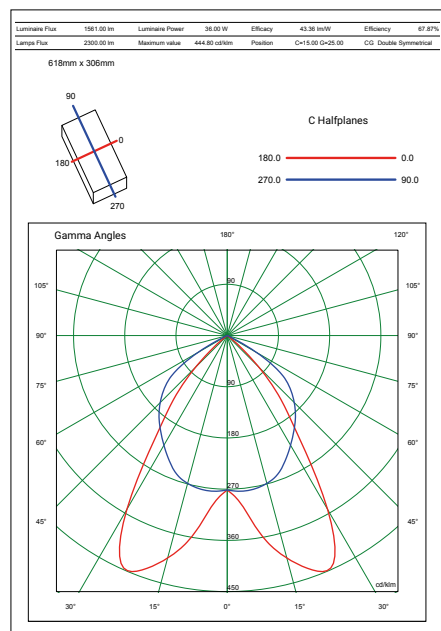 Luminaire Flux 1561.00 lm Luminaire Power 36.00 W Efficacy 43.36 lm/W Efficiency 67.87%
Lamps Flux 2300.00 lm Maximum value 444.80 cd/klm Position C=15.00 G=25.00 CG Double Symmetrical
618mm x 306mm
90
0
180
270
C Halfplanes
180.0 0.0
270.0 90.0
Gamma Angles 180° 120°
105° 90 105°
90° 90°
75° 90 75°
60° 180 60°
45° 270 45°
360
cd/klm
450
30° 15° 0° 15° 30°